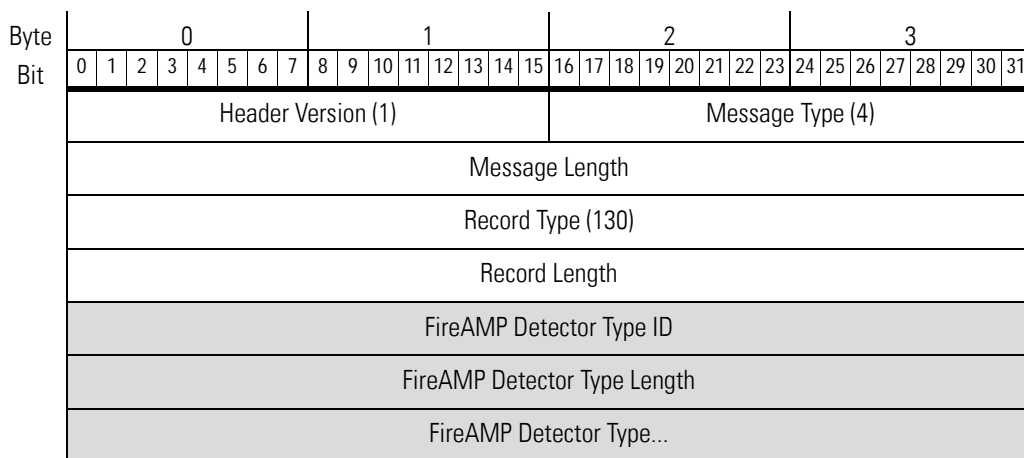 Byte 0 1 2 3
Bit 0 1 2 3 4 5 6 7 8 9 10 11 12 13 14 15 16 17 18 19 20 21 22 23 24 25 26 27 28 29 30 31
Header Version (1) Message Type (4)
Message Length
Record Type (130)
Record Length
FireAMP Detector Type ID
FireAMP Detector Type Length
FireAMP Detector Type...